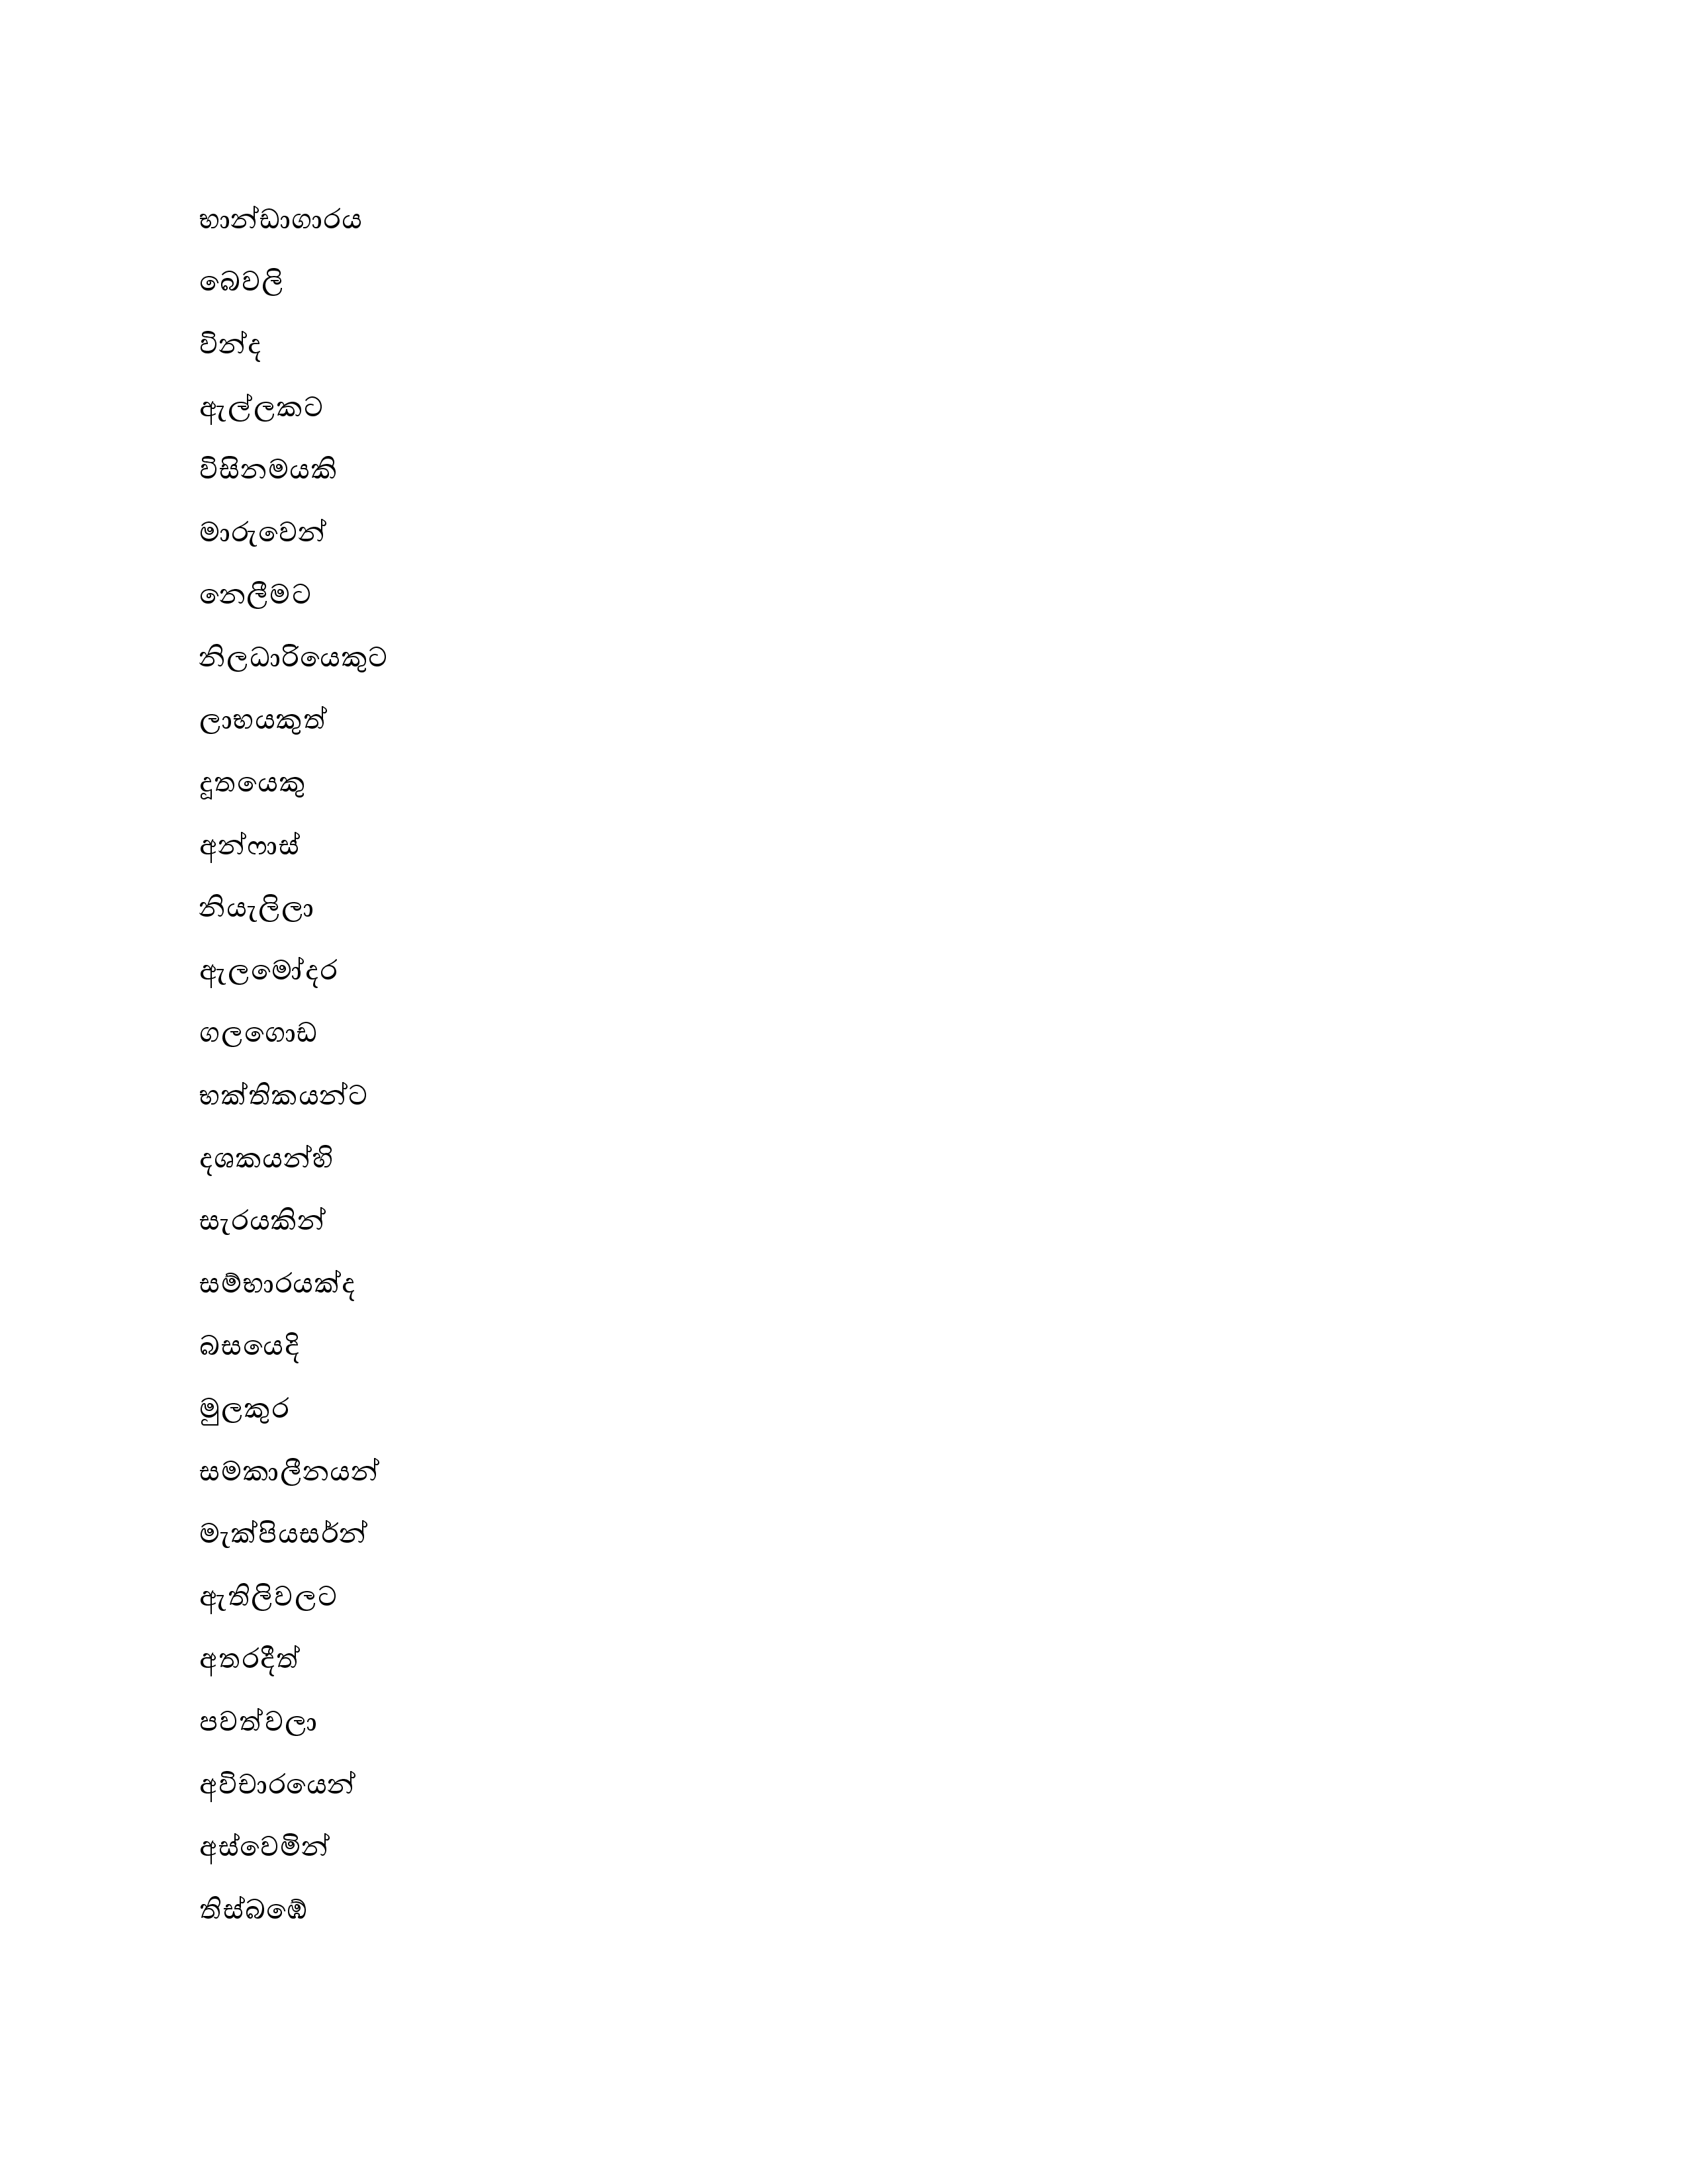 භාන්ඩාගාරය
බෙවලි
වින්ද
ඇල්ලකට
විසිනමයකි
මාරුවෙන්
නෙලීමට
නිලධාරියෙකුට
ලාභයකුත්
දූතයෙකු
අන්ෆාස්
නියැලිලා
ඇලමෝදර
ගලගොඩ
භක්තිකයන්ට
දශකයන්හි
සැරයකින්
සම්භාරයක්ද
බසයෙදි
මුලකුර
සමකාලීනයන්
මැක්පියසර්න්
ඇතිලිවලට
අතරදීත්
පවත්වලා
අවිචාරයෙන්
අස්වෙමින්
තිස්බඹේ